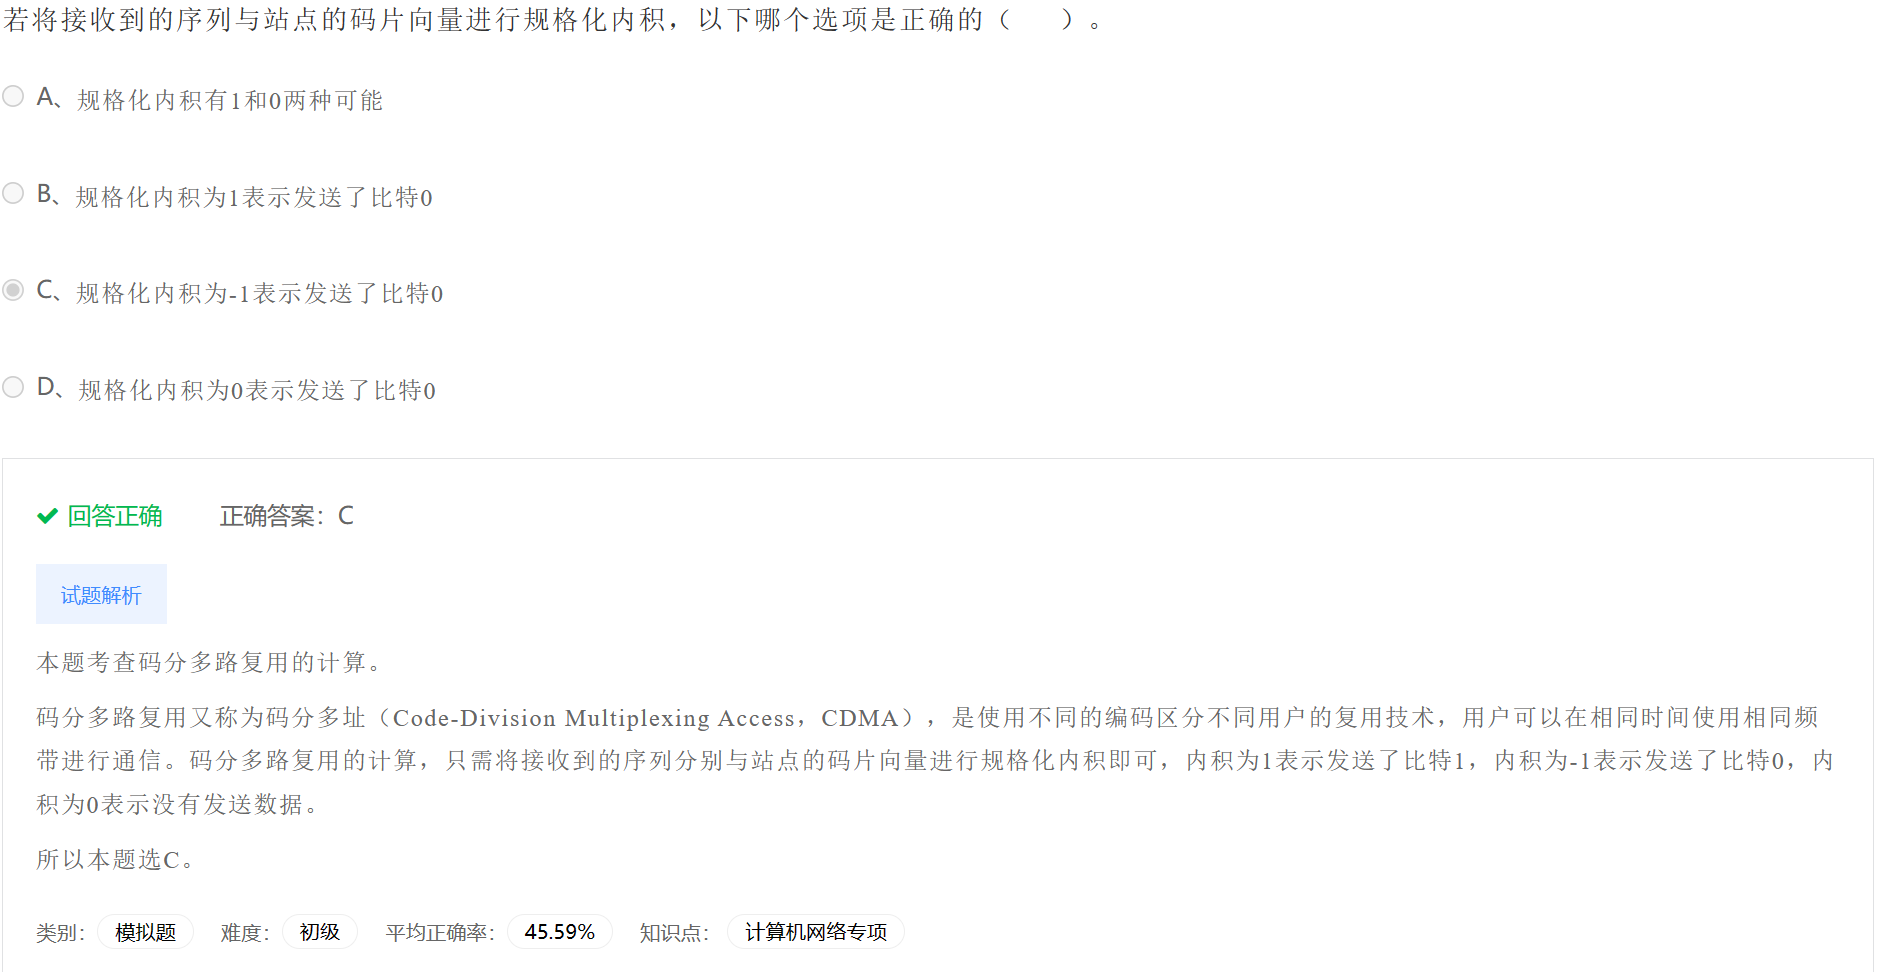 若将接收到的序列与站点的码片向量进行规格化内积，以下哪个选项是正确的（　　）。
A、规格化内积有1和0两种可能
B、规格化内积为1表示发送了比特0
C、规格化内积为-1表示发送了比特0
D、规格化内积为0表示发送了比特0
回答正确 正确答案：C
试题解析
本题考查码分多路复用的计算。
码分多路复用又称为码分多址（Code-Division Multiplexing Access，CDMA），是使用不同的编码区分不同用户的复用技术，用户可以在相同时间使用相同频
带进行通信。码分多路复用的计算，只需将接收到的序列分别与站点的码片向量进行规格化内积即可，内积为1表示发送了比特1，内积为-1表示发送了比特0，内
积为0表示没有发送数据。
所以本题选C。
类别： 模拟题 难度： 初级 平均正确率： 45.59% 知识点： 计算机网络专项